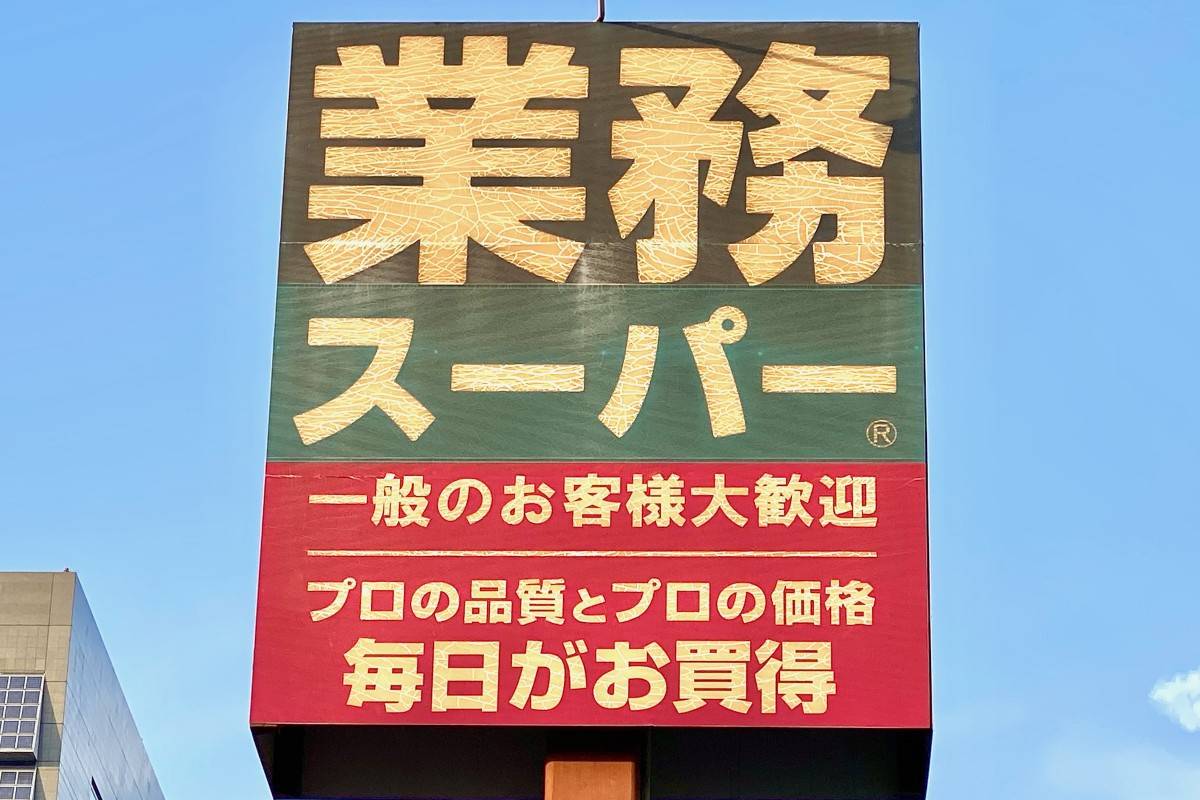 業務
スーパー
®
一般のお客様大歓迎
プロの品質とプロの価格
毎日がお買得